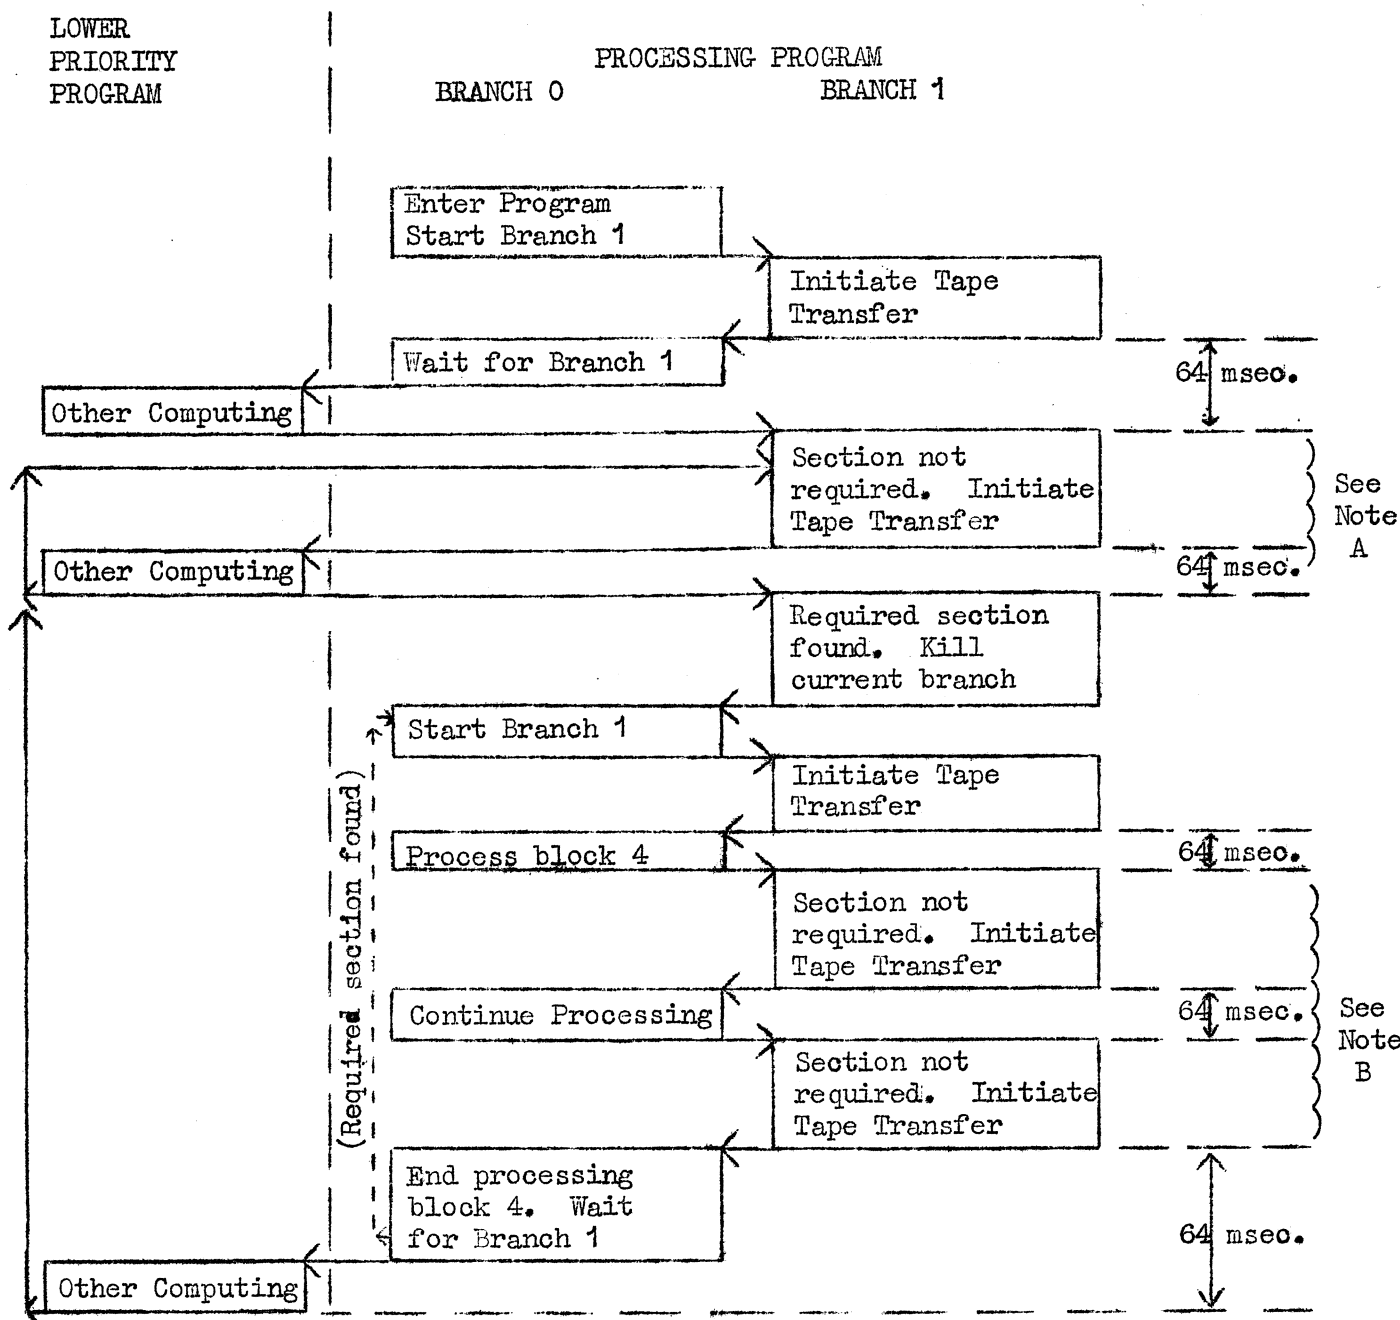 LOWER
PRIORITY
PROGRAM
PROCESSING PROGRAM
BRANCH 0
BRANCH 1
Enter Program
Start Branch 1
Initiate Tape
Transfer
Wait for Branch 1
64 msec.
Other Computing
Section not
required. Initiate
Tape Transfer
See
Note
A
Other Computing
64 msec.
Required section
found. Kill
current branch
Start Branch 1
Initiate Tape
Transfer
(Required section found)
Process block 4
64 msec.
Section not
required. Initiate
Tape Transfer
Continue Processing
64 msec.
See
Note
B
Section not
required. Initiate
Tape Transfer
End processing
block 4. Wait
for Branch 1
64 msec.
Other Computing